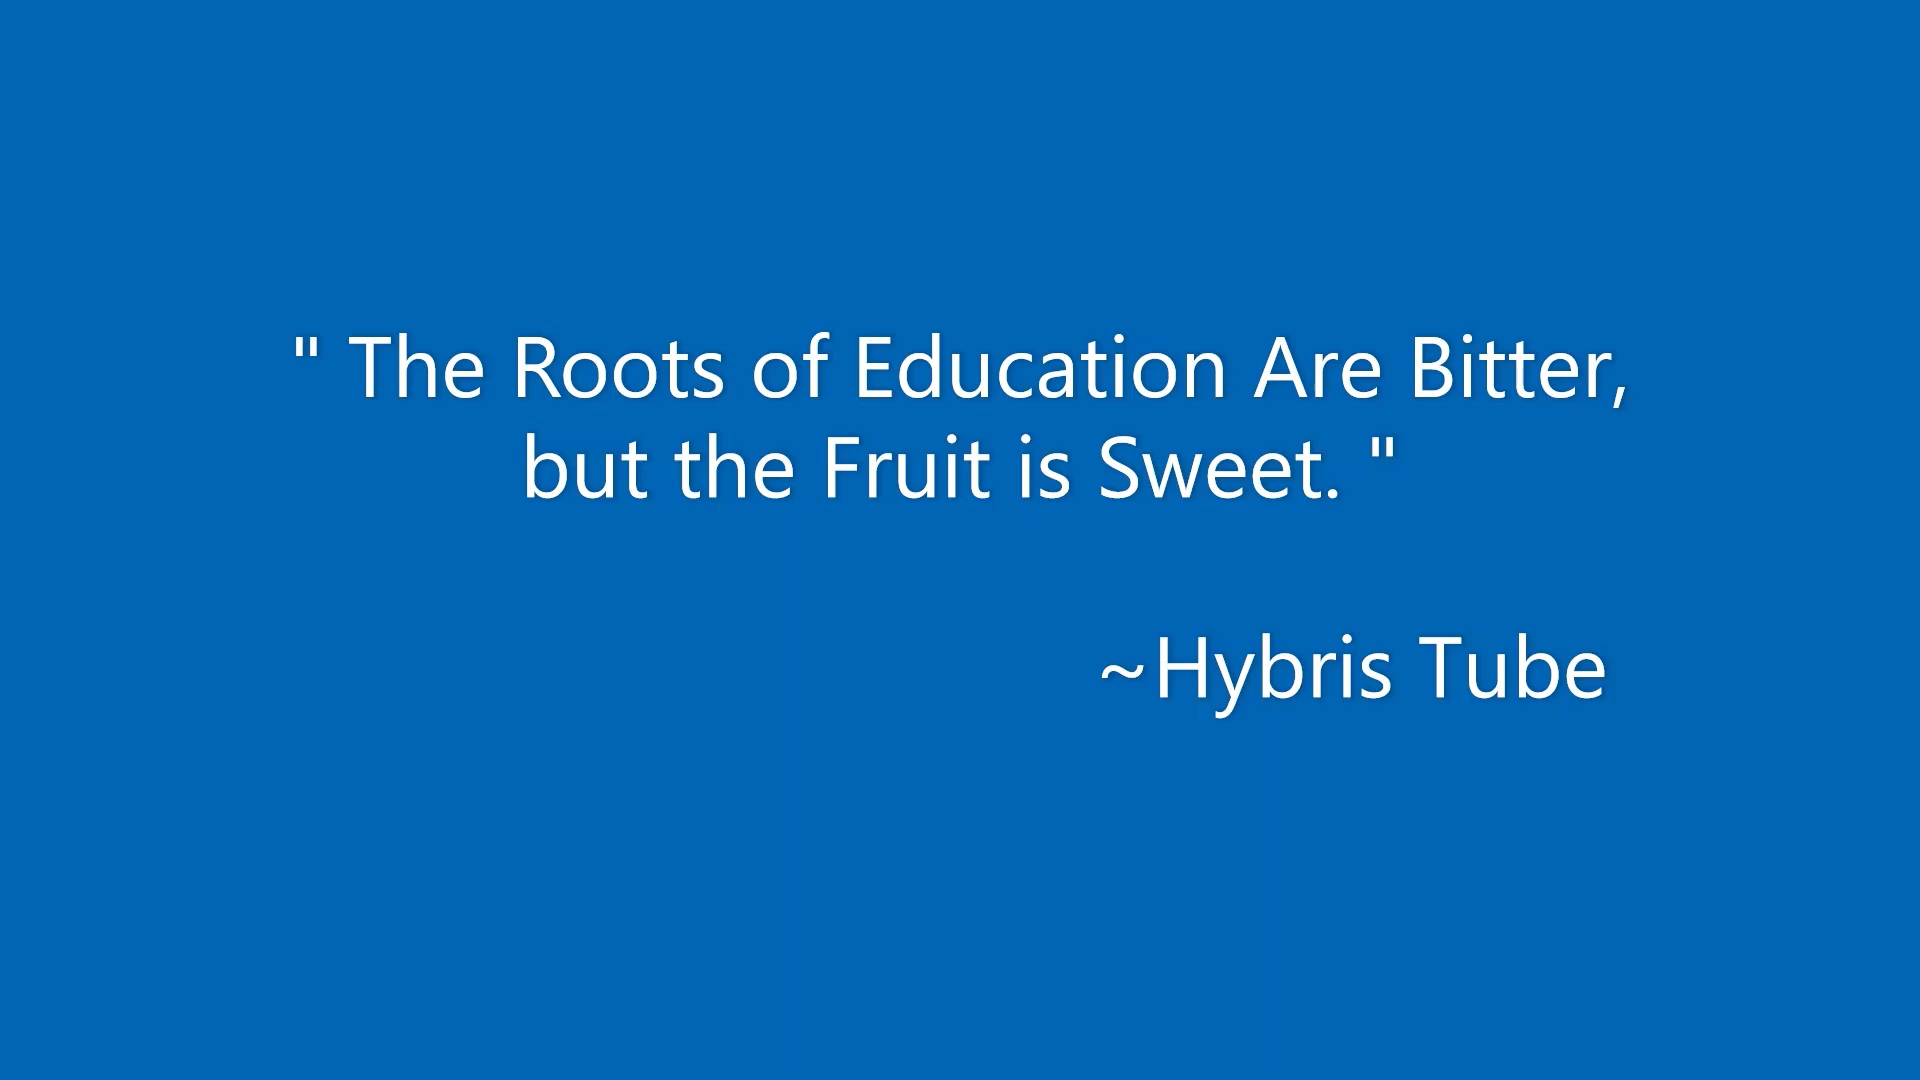 " The Roots of Education Are Bitter,
but the Fruit is Sweet. "
~Hybris Tube